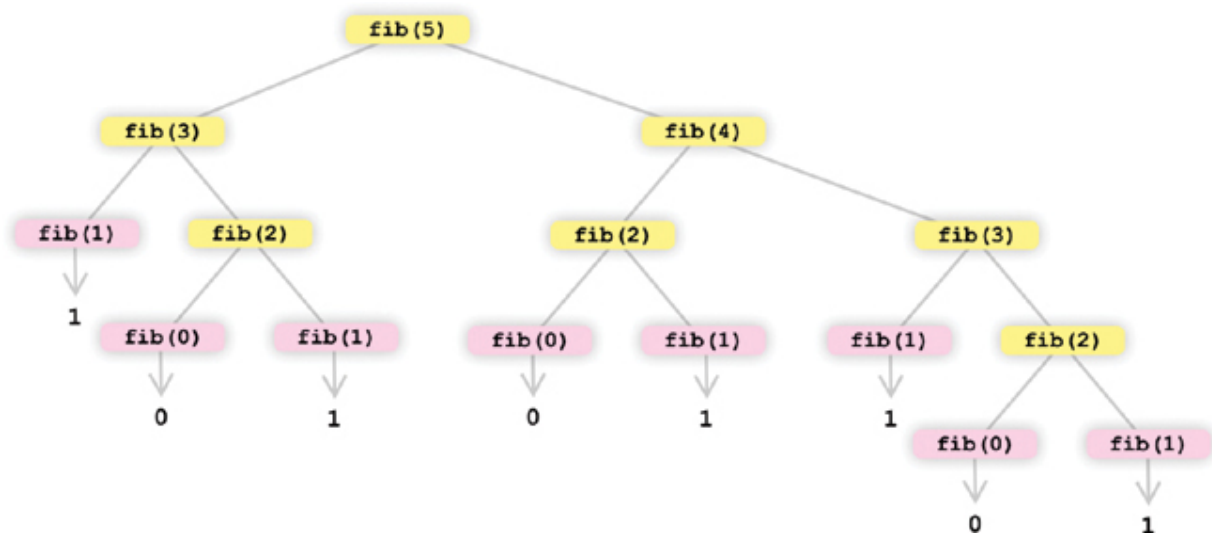 fib(5)
fib(3) fib(4)
fib(1) fib(2) fib(2) fib(3)
1
fib(0) fib(1) fib(0) fib(1) fib(1) fib(2)
0 1 0 1 1
fib(0) fib(1)
0 1